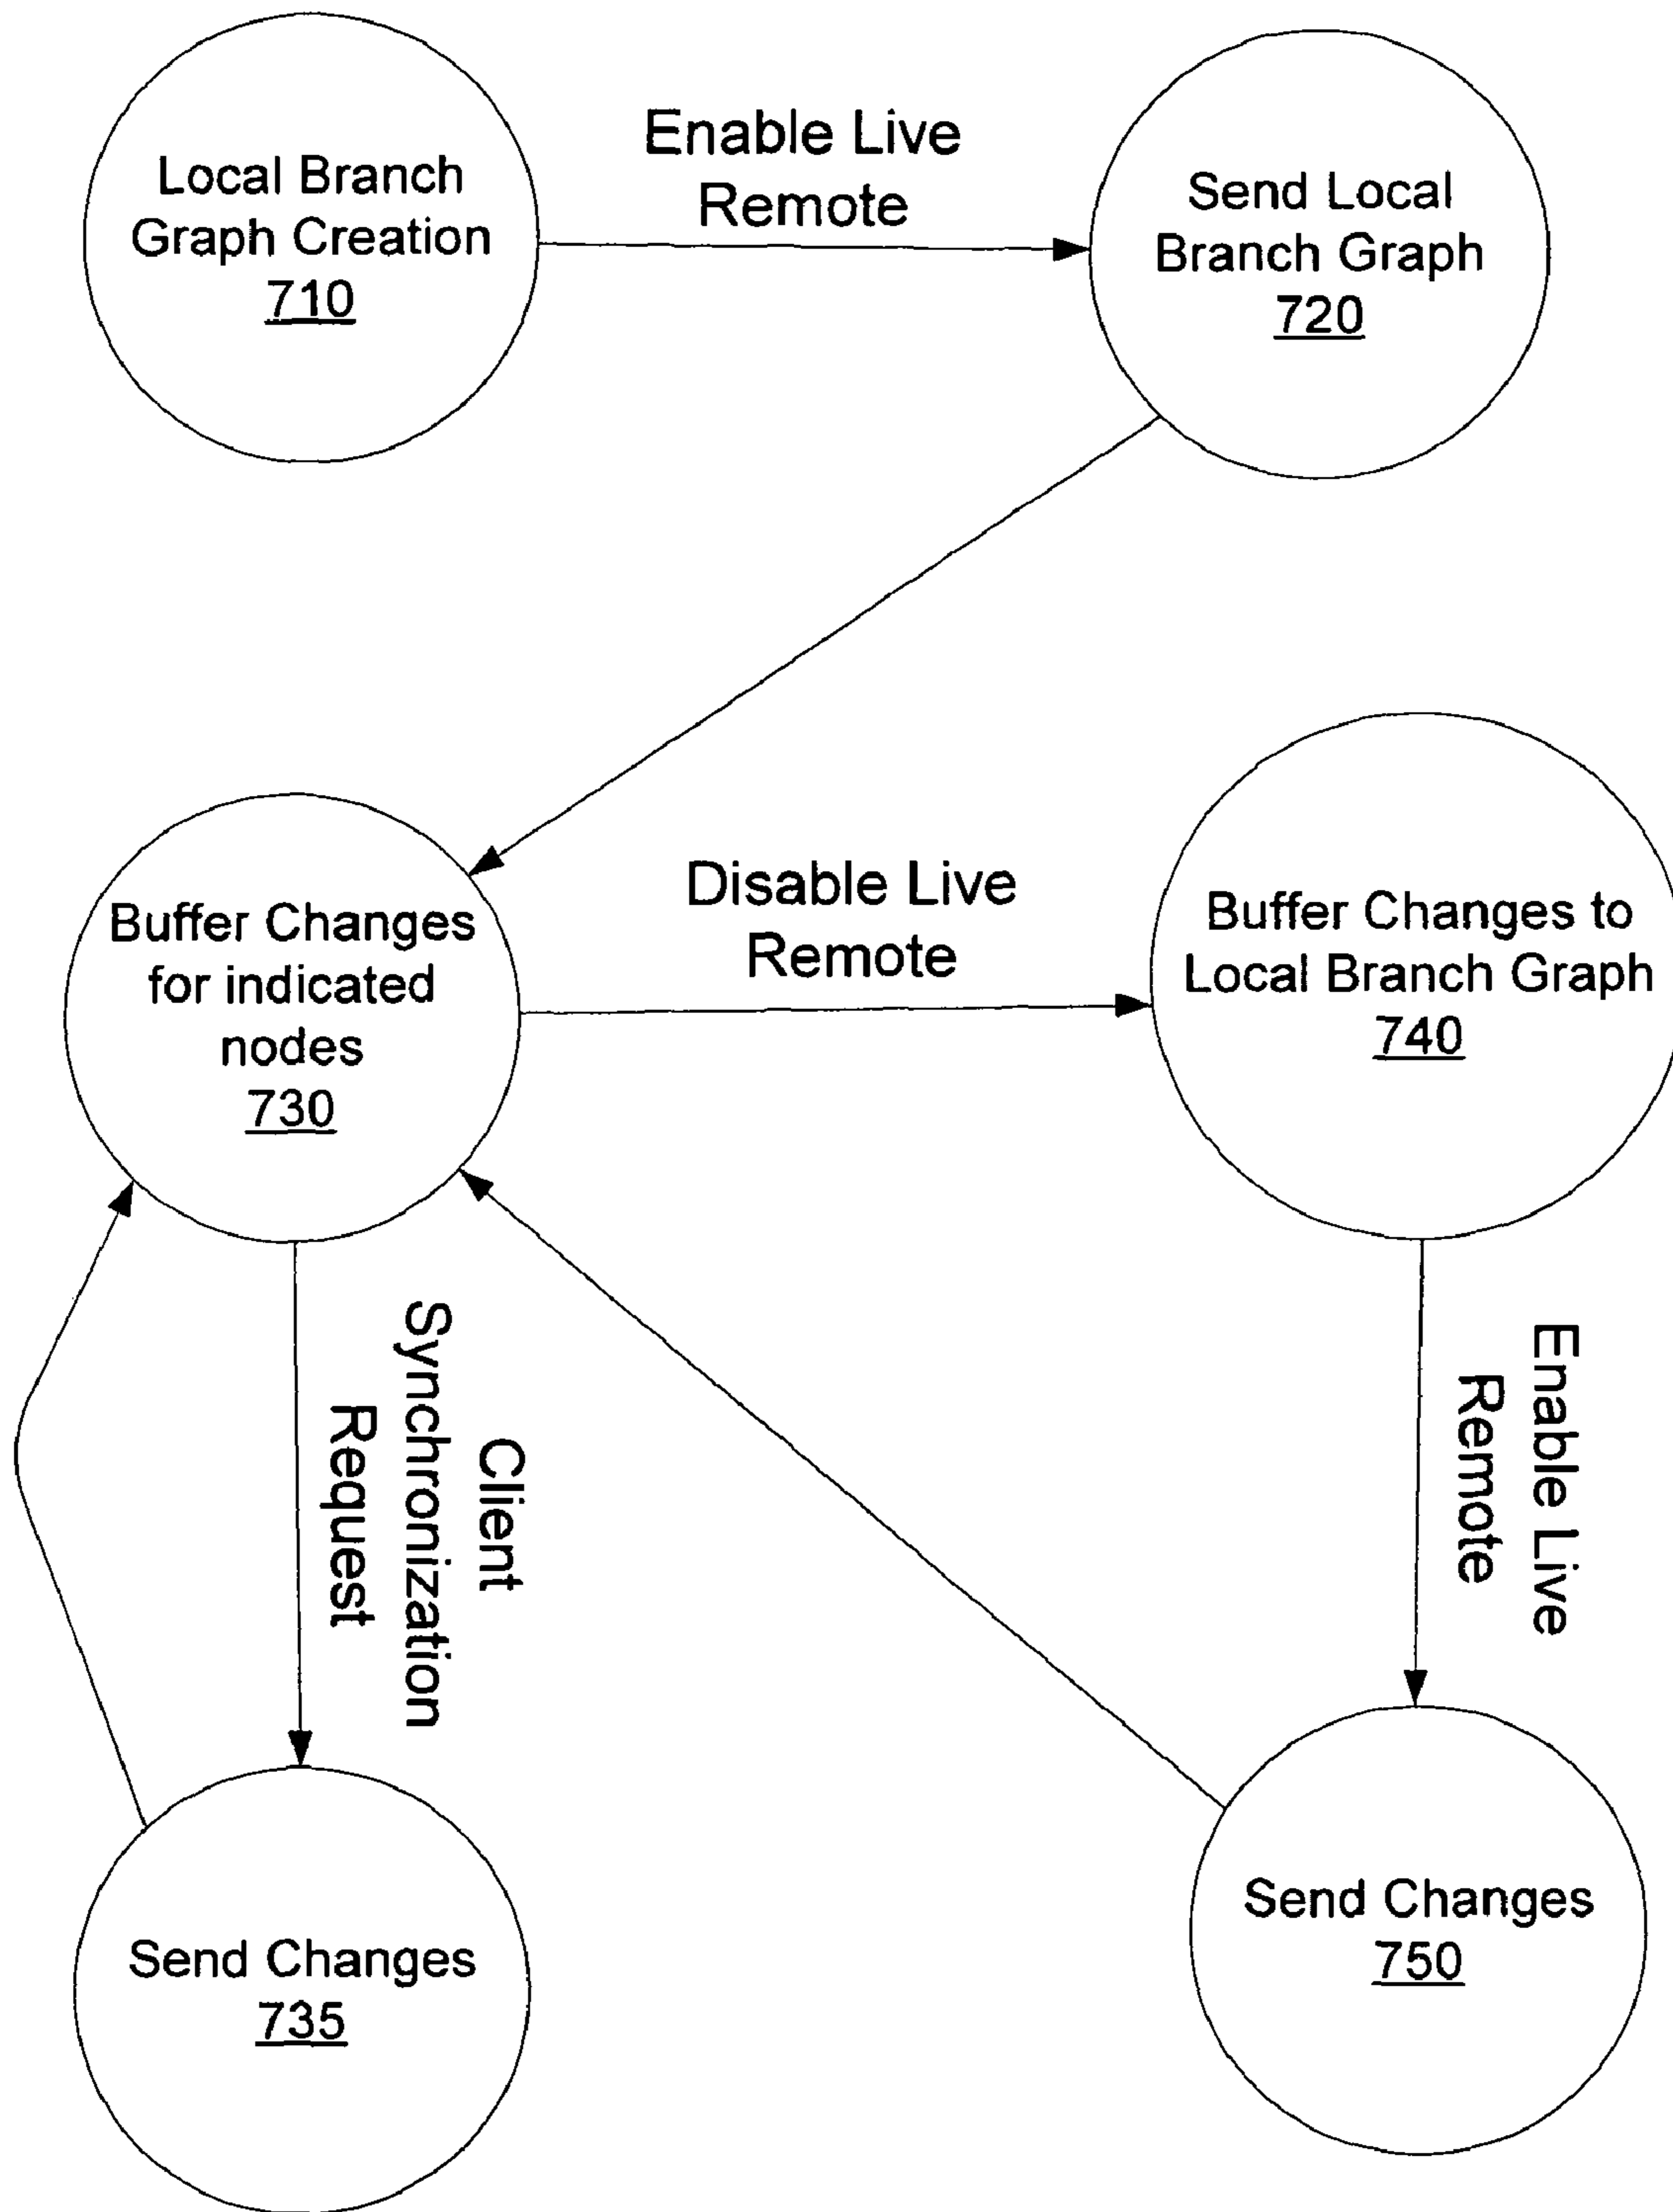 Local Branch
Graph Creation
710
Enable Live
Remote
Send Local
Branch Graph
720
Buffer Changes
for indicated
nodes
730
Disable Live
Remote
Buffer Changes to
Local Branch Graph
740
Client
Synchronization
Request
Enable Live
Remote
Send Changes
735
Send Changes
750